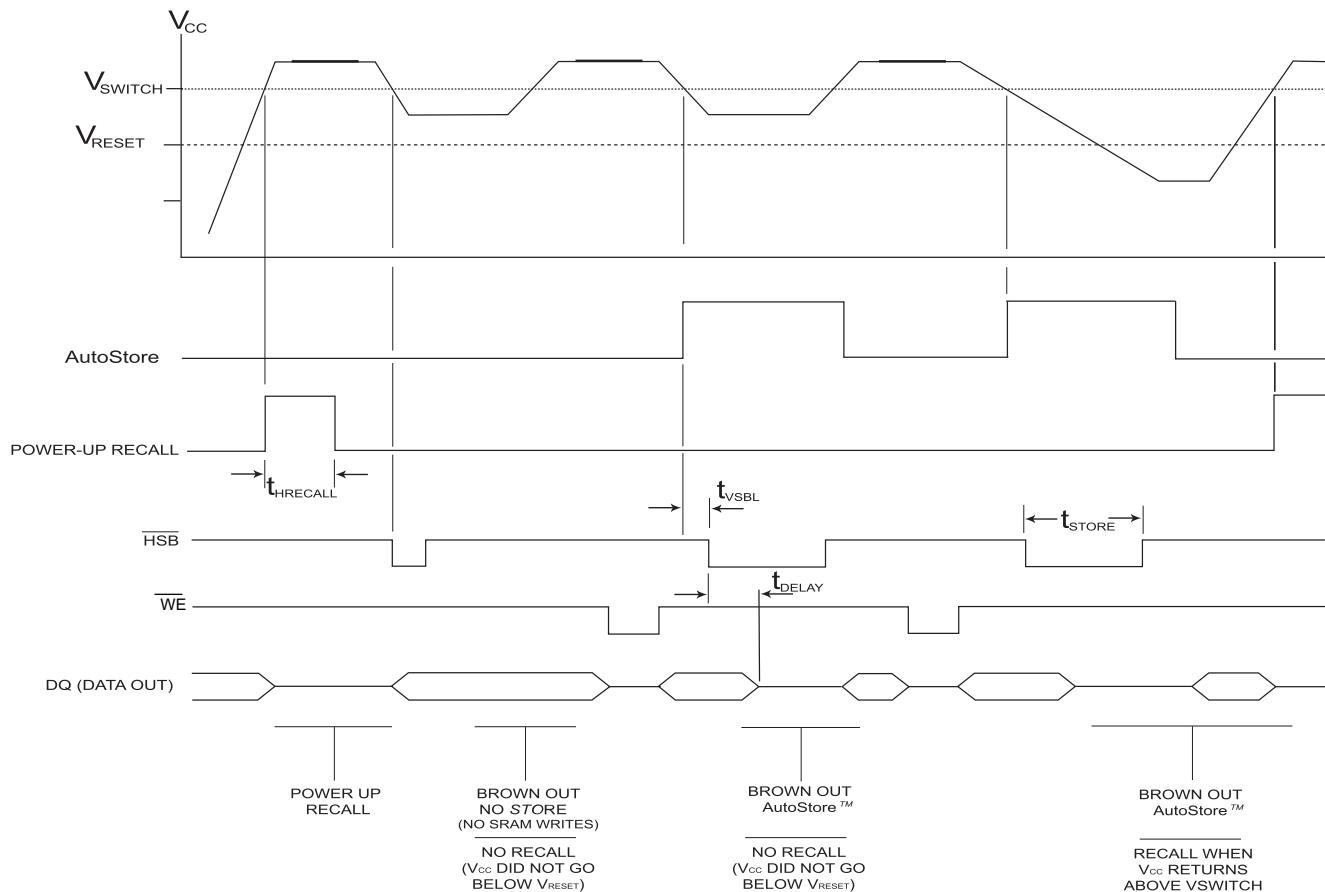 VCC
VSWITCH
VRESET
AutoStore
POWER-UP RECALL
tHRECALL
tVSBL
tSTORE
HSB
tDELAY
WE
DQ (DATA OUT)
POWER UP
RECALL
BROWN OUT
NO STORE
(NO SRAM WRITES)
NO RECALL
(VCC DID NOT GO
BELOW VRESET)
BROWN OUT
AutoStore™
NO RECALL
(VCC DID NOT GO
BELOW VRESET)
BROWN OUT
AutoStore™
RECALL WHEN
VCC RETURNS
ABOVE VSWITCH